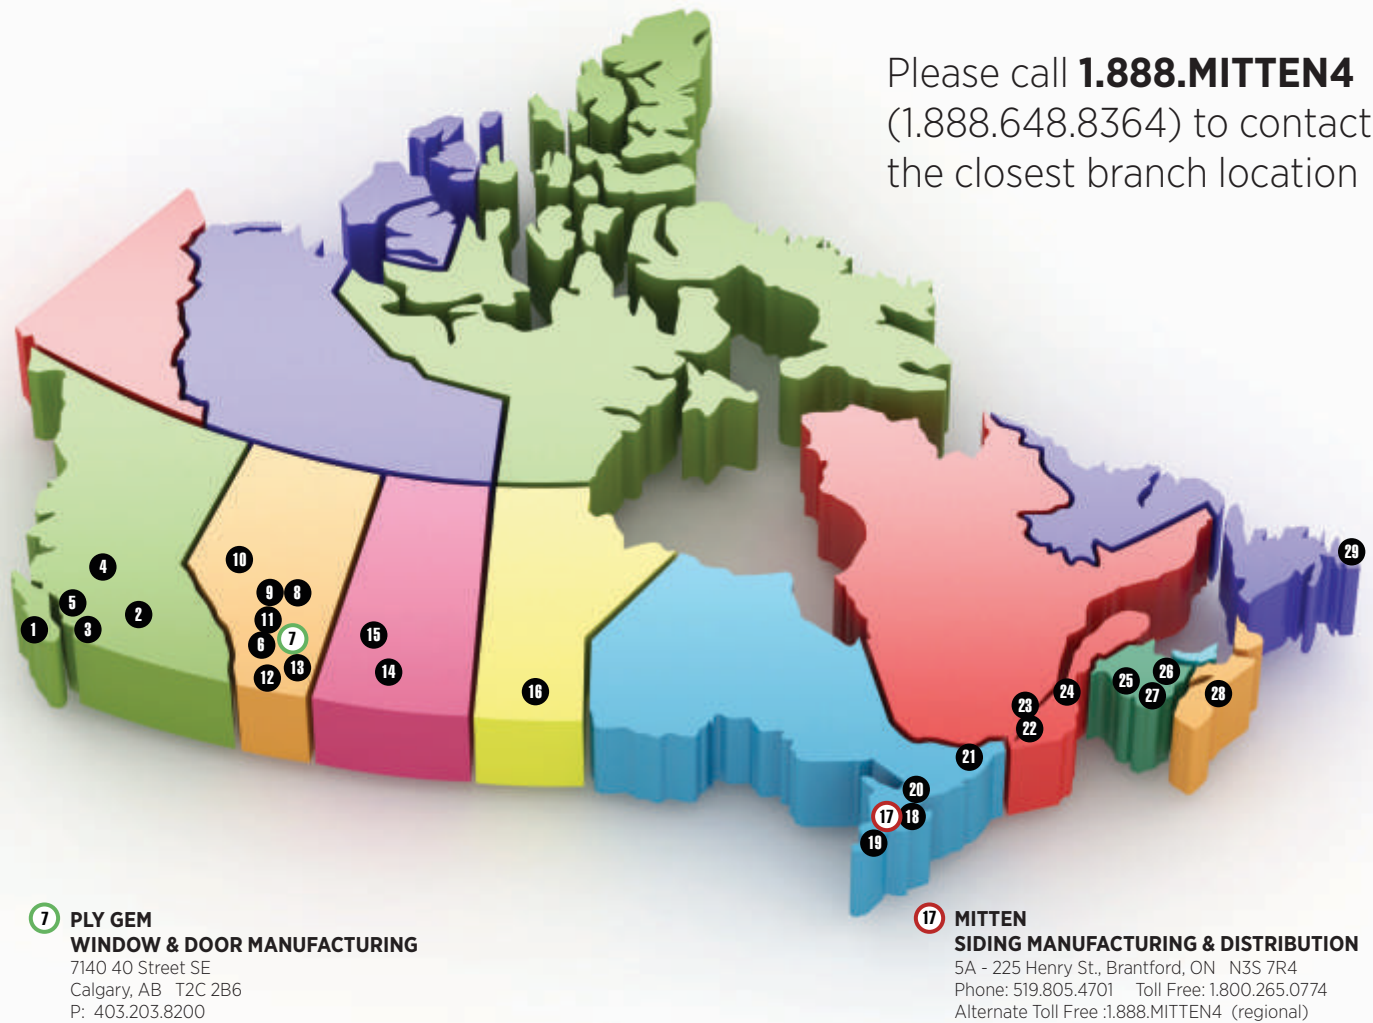 Please call 1.888.MITTEN4
(1.888.648.8364) to contact
the closest branch location
29
10
4
9 8
5
2
11
1
3
15
7
6
13
14
12
16
26
25
24
28
27
23
22
21
20
17 18
19
7 PLY GEM
WINDOW & DOOR MANUFACTURING
7140 40 Street SE
Calgary, AB T2C 2B6
P: 403.203.8200
17 MITTEN
SIDING MANUFACTURING & DISTRIBUTION
5A - 225 Henry St., Brantford, ON N3S 7R4
Phone: 519.805.4701 Toll Free: 1.800.265.0774
Alternate Toll Free :1.888.MITTEN4 (regional)